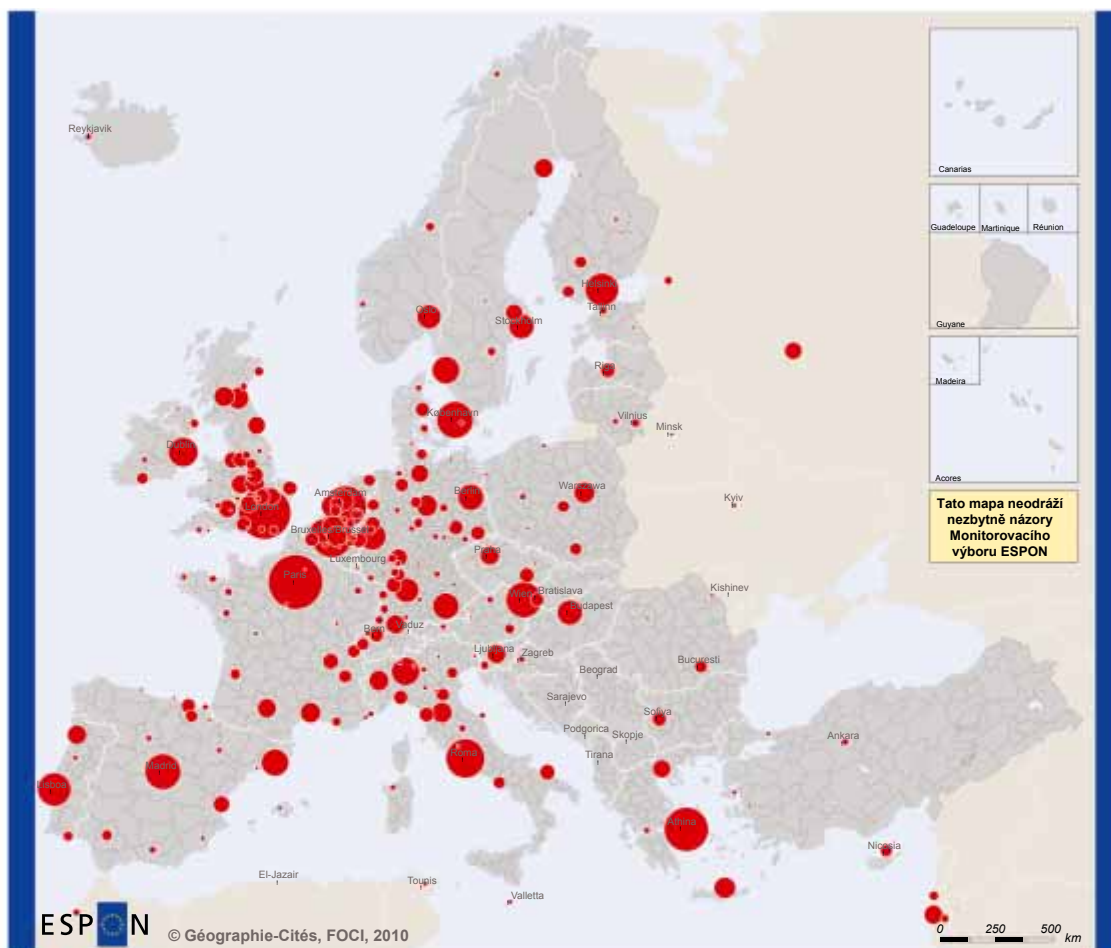 Reykjavik
Canarias
Guadeloupe
Martinique
Réunion
Guyane
Madeira
Acores
Tato mapa neodráží
nezbytně názory
Monitorovacího
výboru ESPON
Helsinki
Tallinn
Oslo
Stockholm
Riga
København
Vilnius
Minsk
Dublin
Amsterdam
Berlin
Warszawa
London
Kyiv
Luxembourg
Praha
Paris
Wien
Bratislava
Kishinev
Budapest
Bern
Vaduz
Ljubljana
Zagreb
Beograd
Bucuresti
Sarajevo
Sofiya
Podgorica
Skopje
Ankara
Tirana
Roma
Madrid
Lisboa
Athina
Nicosia
El-Jazair
Valletta
ESPON
© Géographie-Cités, FOCI, 2010
0 250 500
km